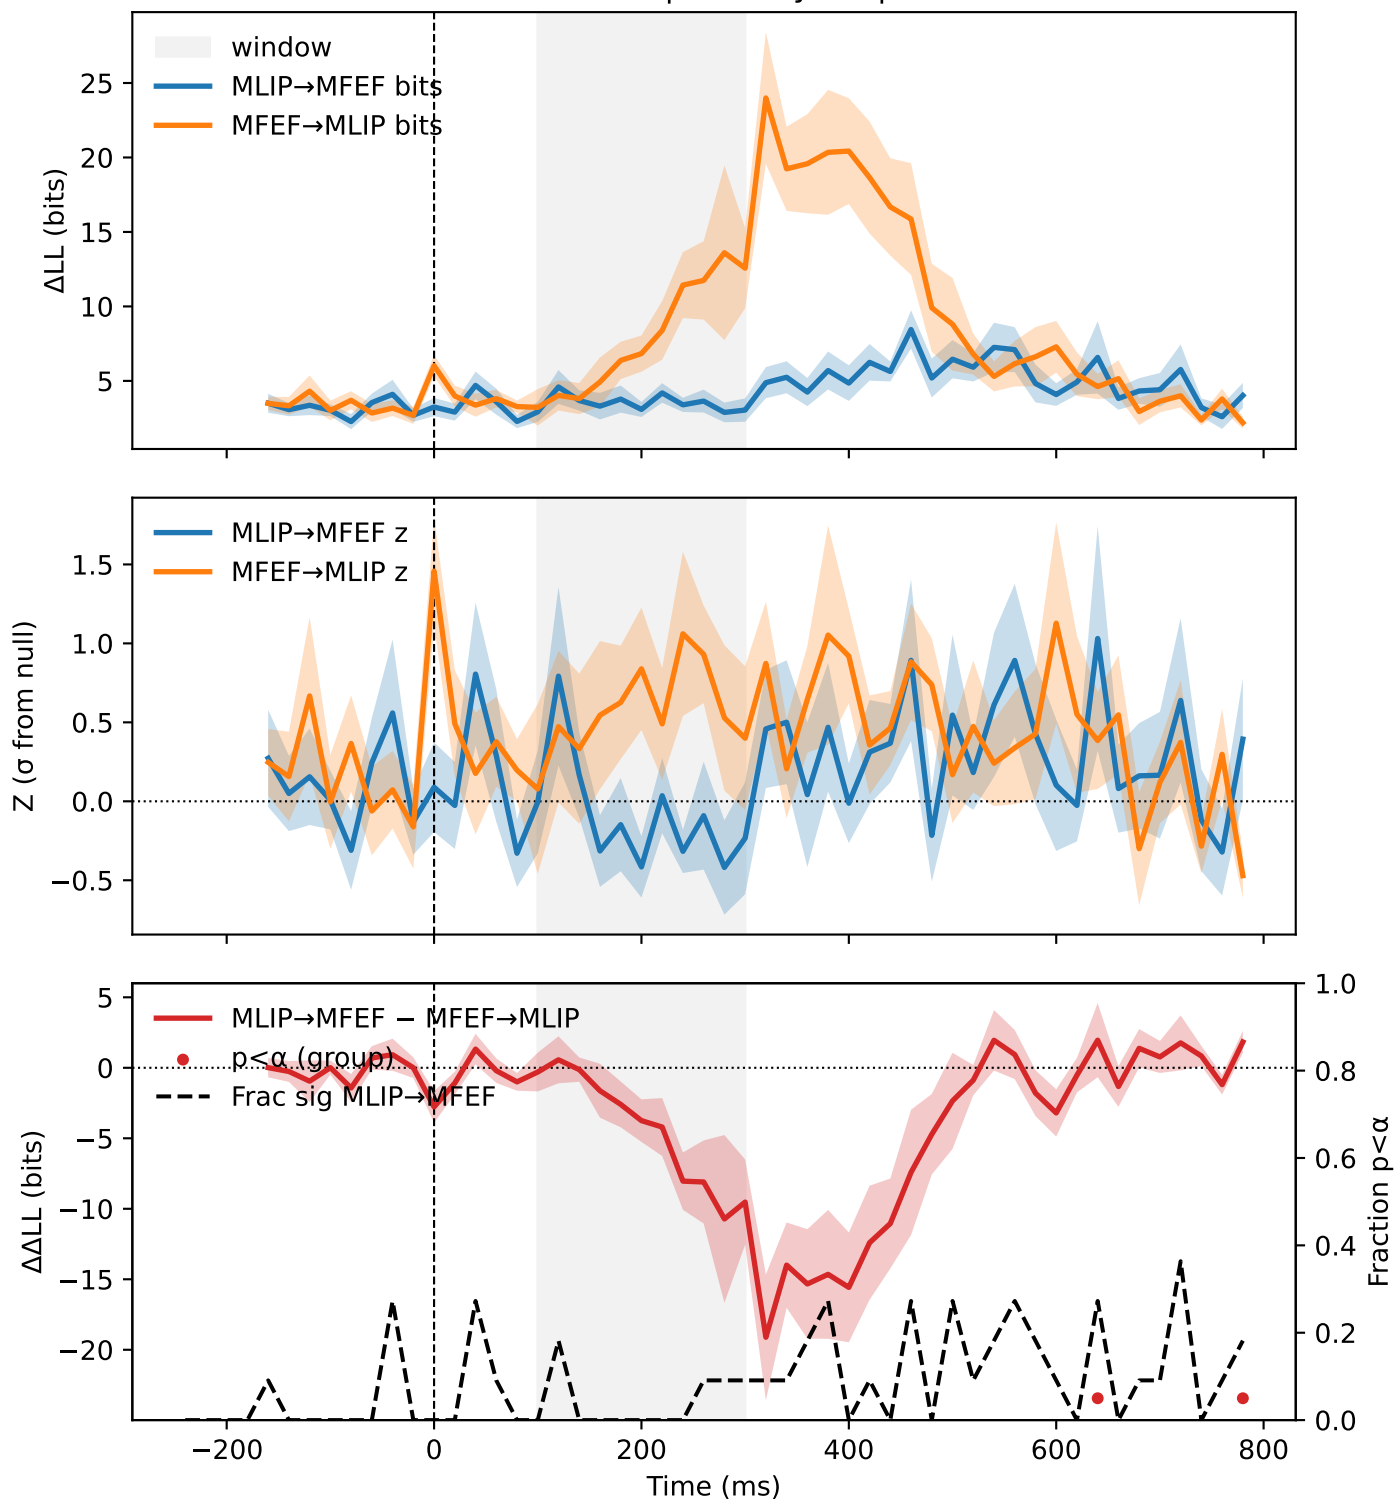 window
MLIP→MFEF bits
MFEF→MLIP bits
25
20
15
10
5
ΔLL (bits)
MLIP→MFEF z
MFEF→MLIP z
1.5
1.0
0.5
0.0
−0.5
Z (σ from null)
MLIP→MFEF − MFEF→MLIP
p<α (group)
Frac sig MLIP→MFEF
5
0
−5
−10
−15
−20
ΔΔLL (bits)
1.0
0.8
0.6
0.4
0.2
0.0
Fraction p<α
−200 0 200 400 600 800
Time (ms)